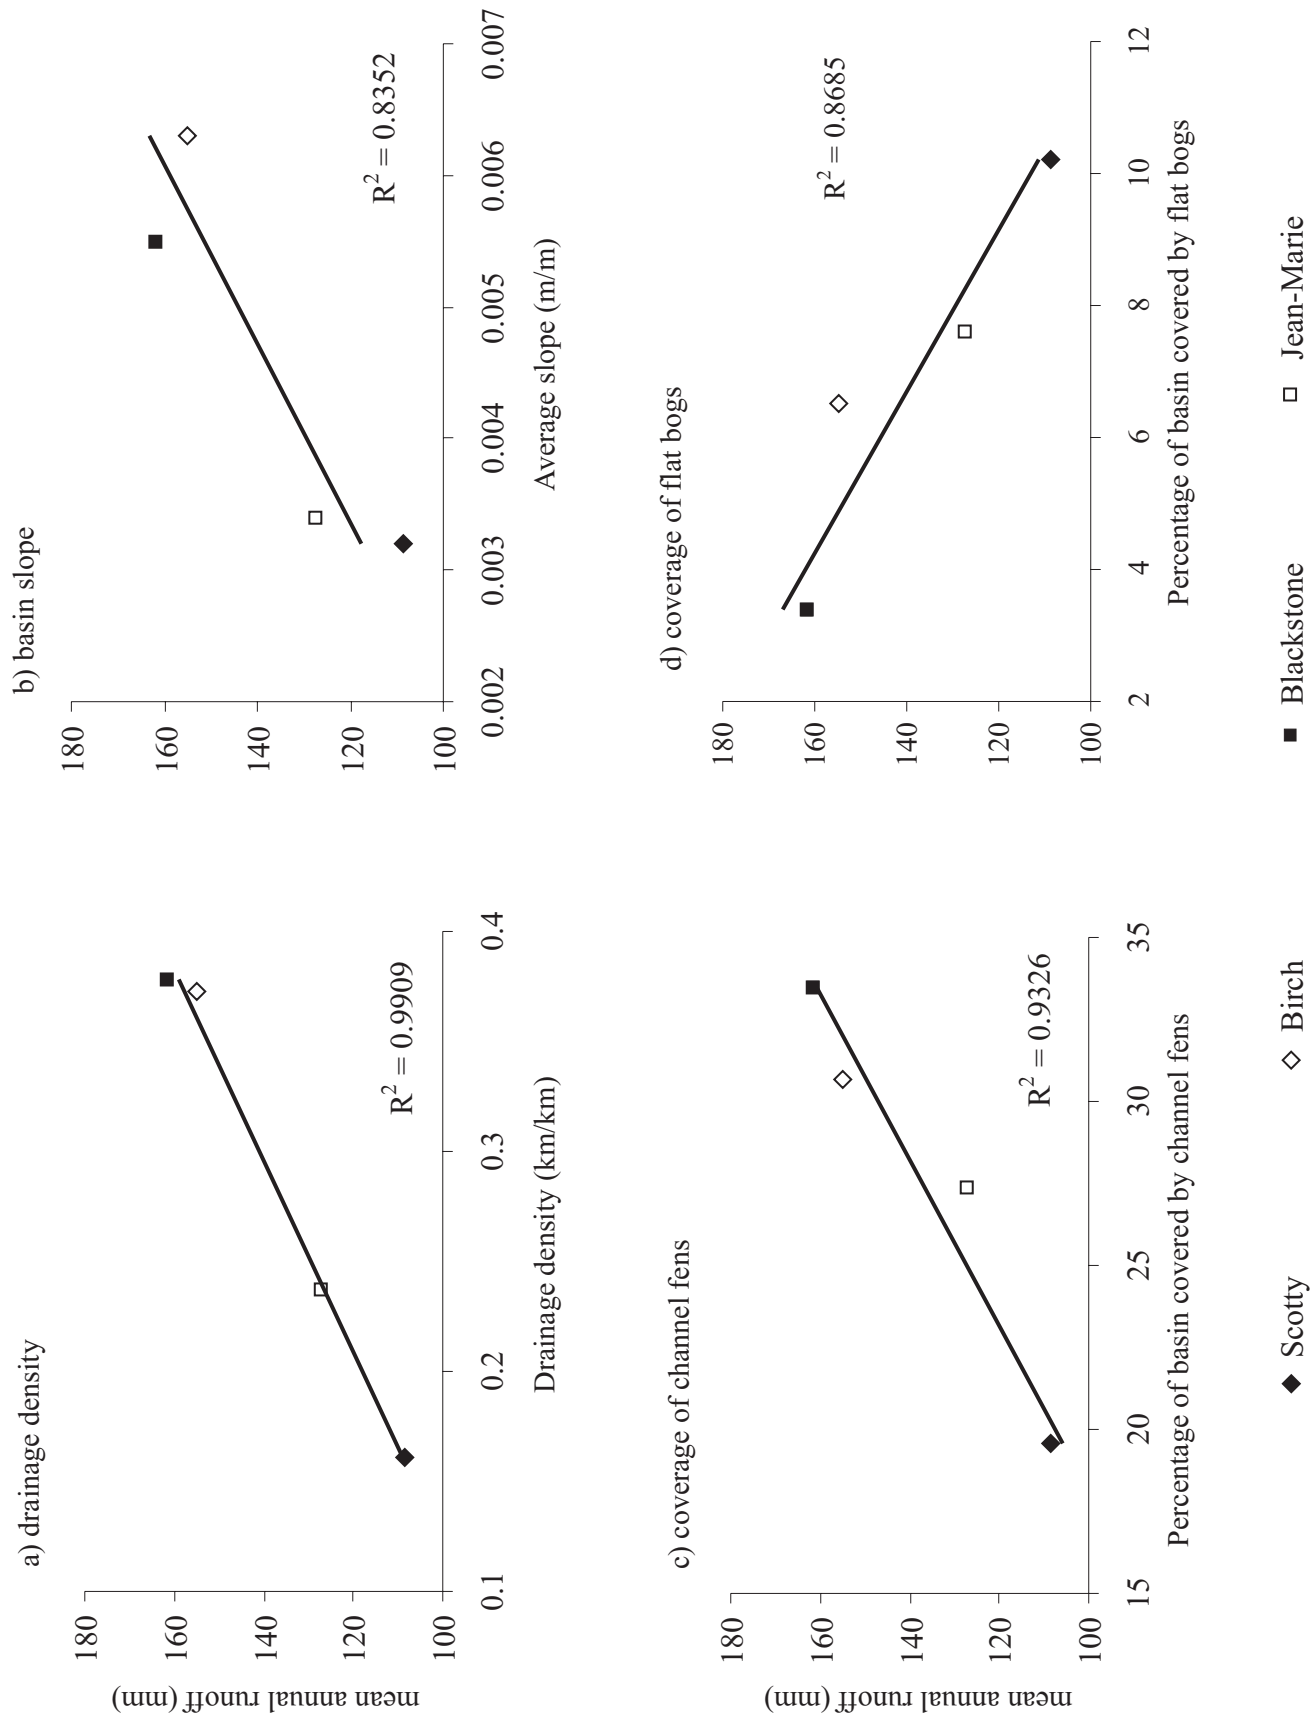 a) drainage density
180
160
140
120
100
mean annual runoff (mm)
R² = 0.9909
0.1 0.2 0.3 0.4
Drainage density (km/km)
b) basin slope
180
160
140
120
100
R² = 0.8352
0.002 0.003 0.004 0.005 0.006 0.007
Average slope (m/m)
c) coverage of channel fens
180
160
140
120
100
mean annual runoff (mm)
R² = 0.9326
15 20 25 30 35
Percentage of basin covered by channel fens
d) coverage of flat bogs
180
160
140
120
100
R² = 0.8685
2 4 6 8 10 12
Percentage of basin covered by flat bogs
Scotty Birch Blackstone Jean-Marie